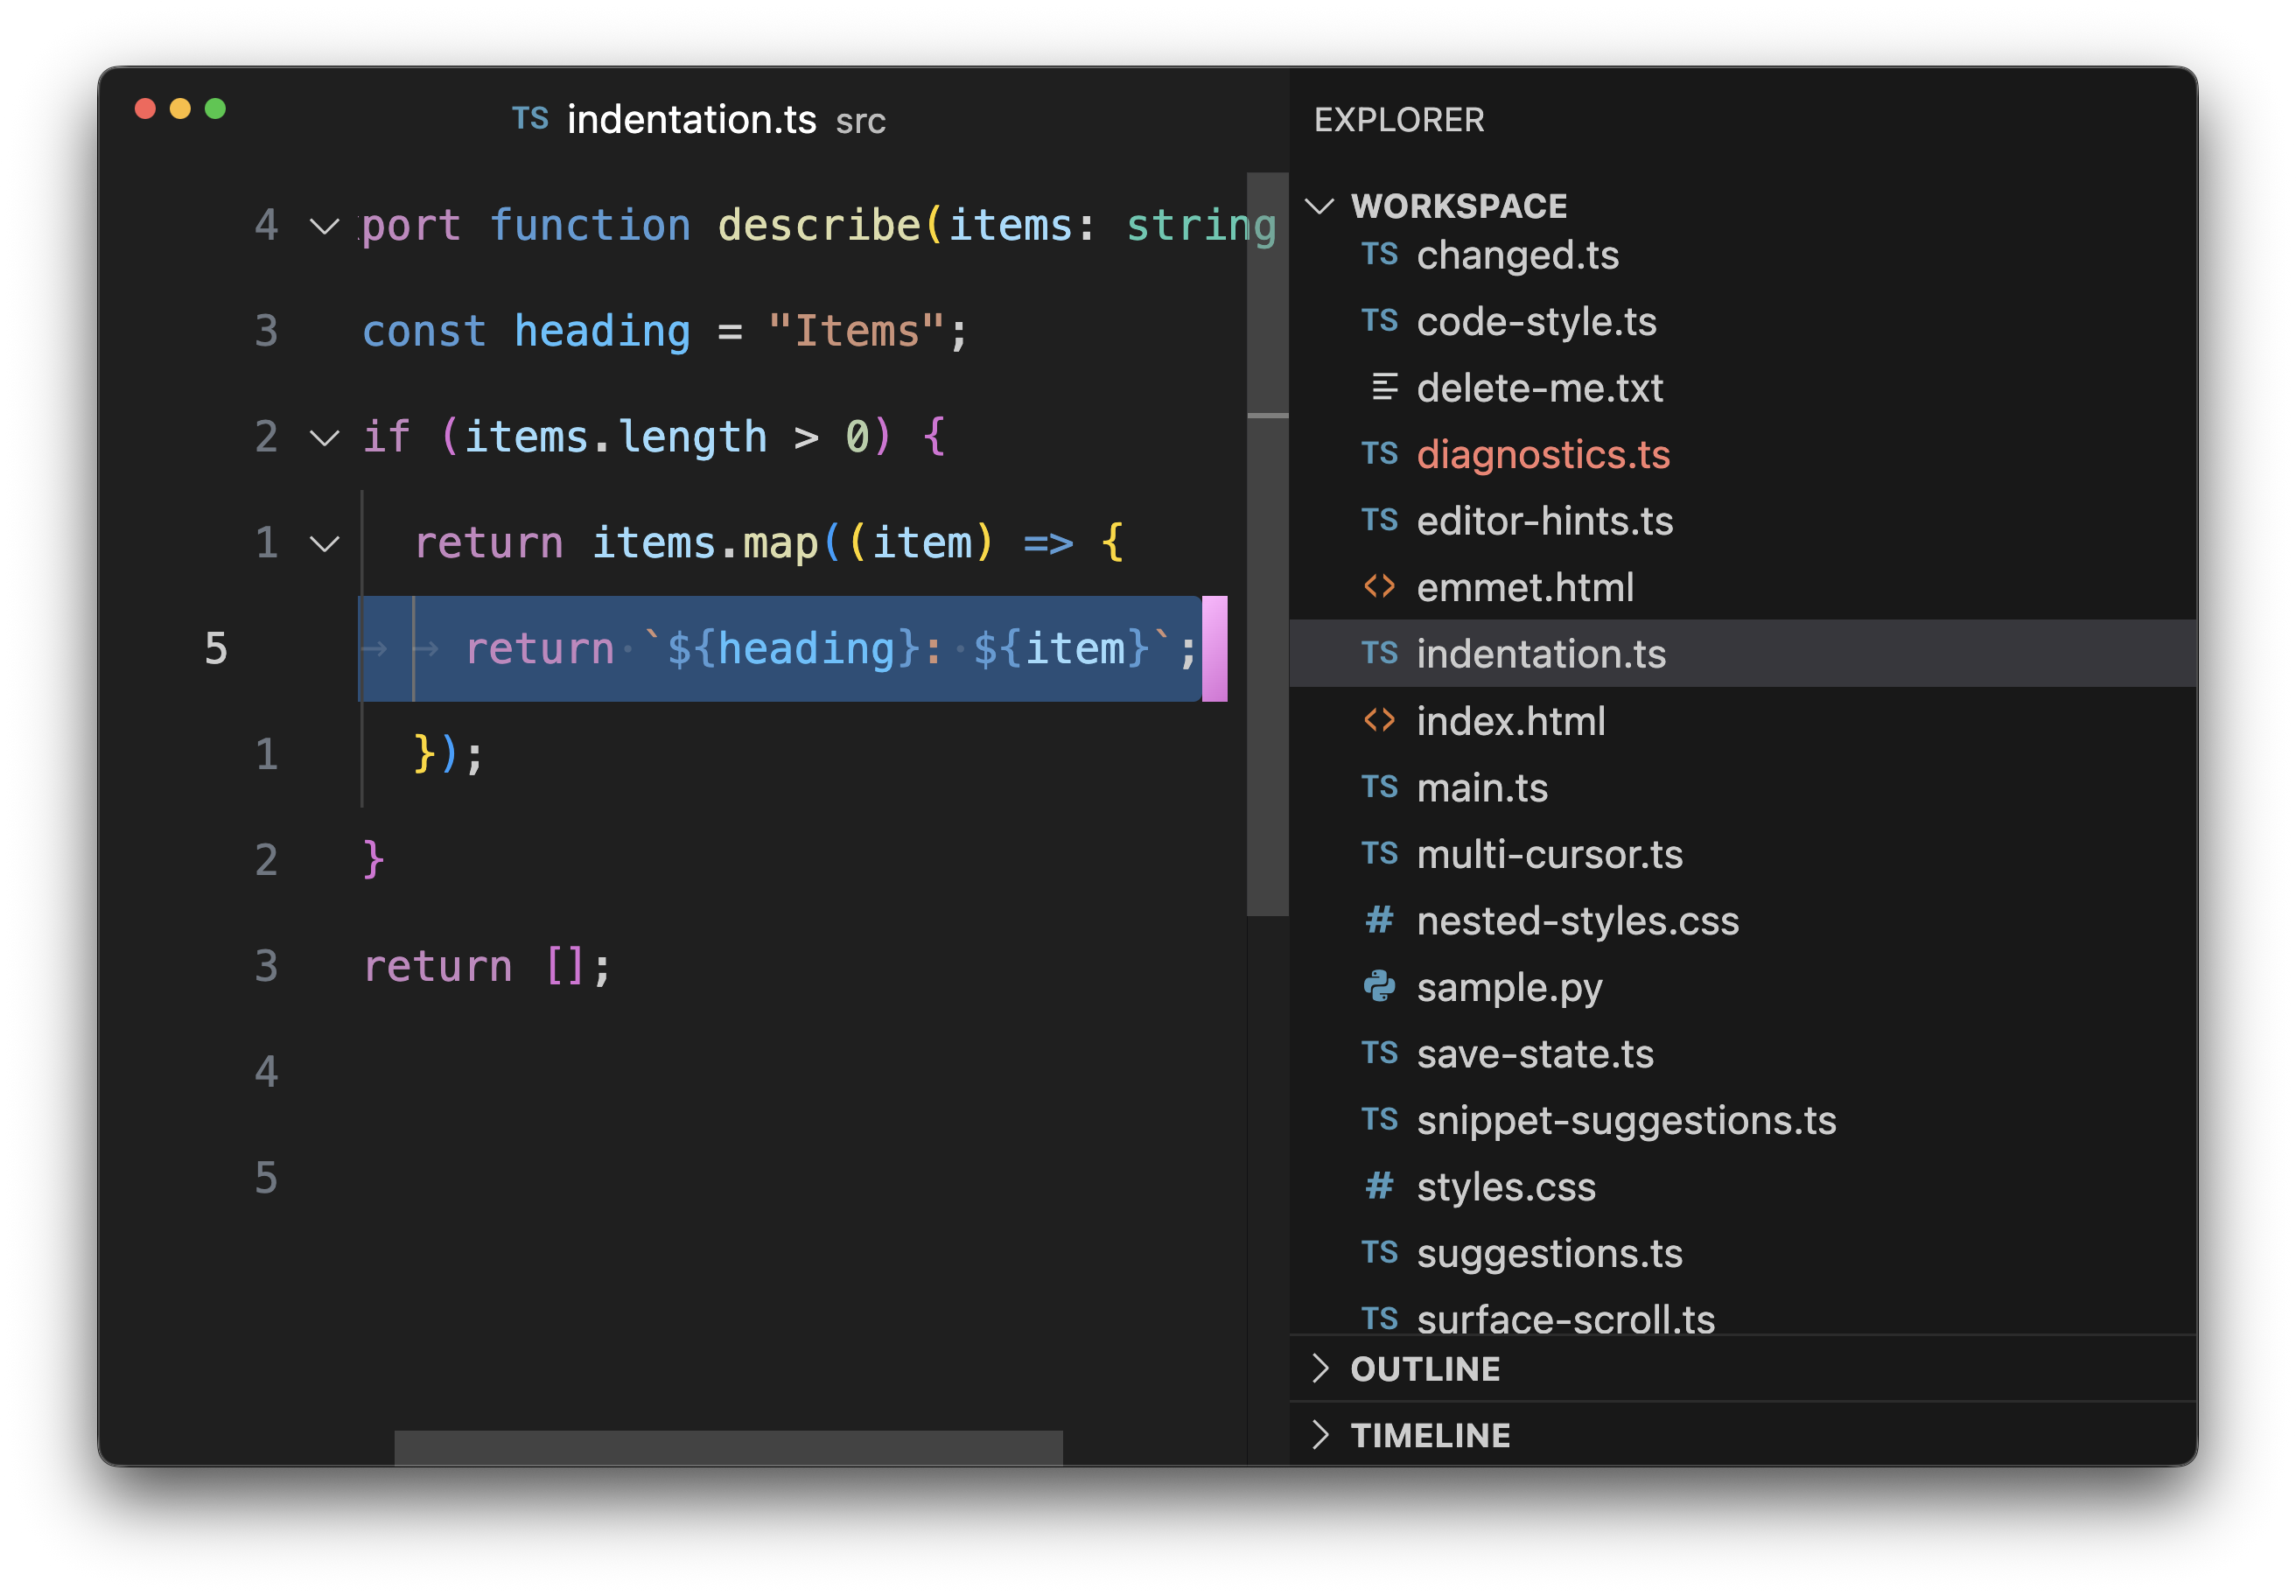 TS indentation.ts src
4 port function describe(items: string
3 const heading = "Items";
2 if (items.length > 0) {
1 return items.map((item) => {
5 → → return·`${heading}:·${item}`;
1 });
2 }
3 return [];
4
5
EXPLORER
WORKSPACE
TS changed.ts
TS code-style.ts
delete-me.txt
TS diagnostics.ts
TS editor-hints.ts
<> emmet.html
TS indentation.ts
<> index.html
TS main.ts
TS multi-cursor.ts
# nested-styles.css
sample.py
TS save-state.ts
TS snippet-suggestions.ts
# styles.css
TS suggestions.ts
TS surface-scroll.ts
OUTLINE
TIMELINE